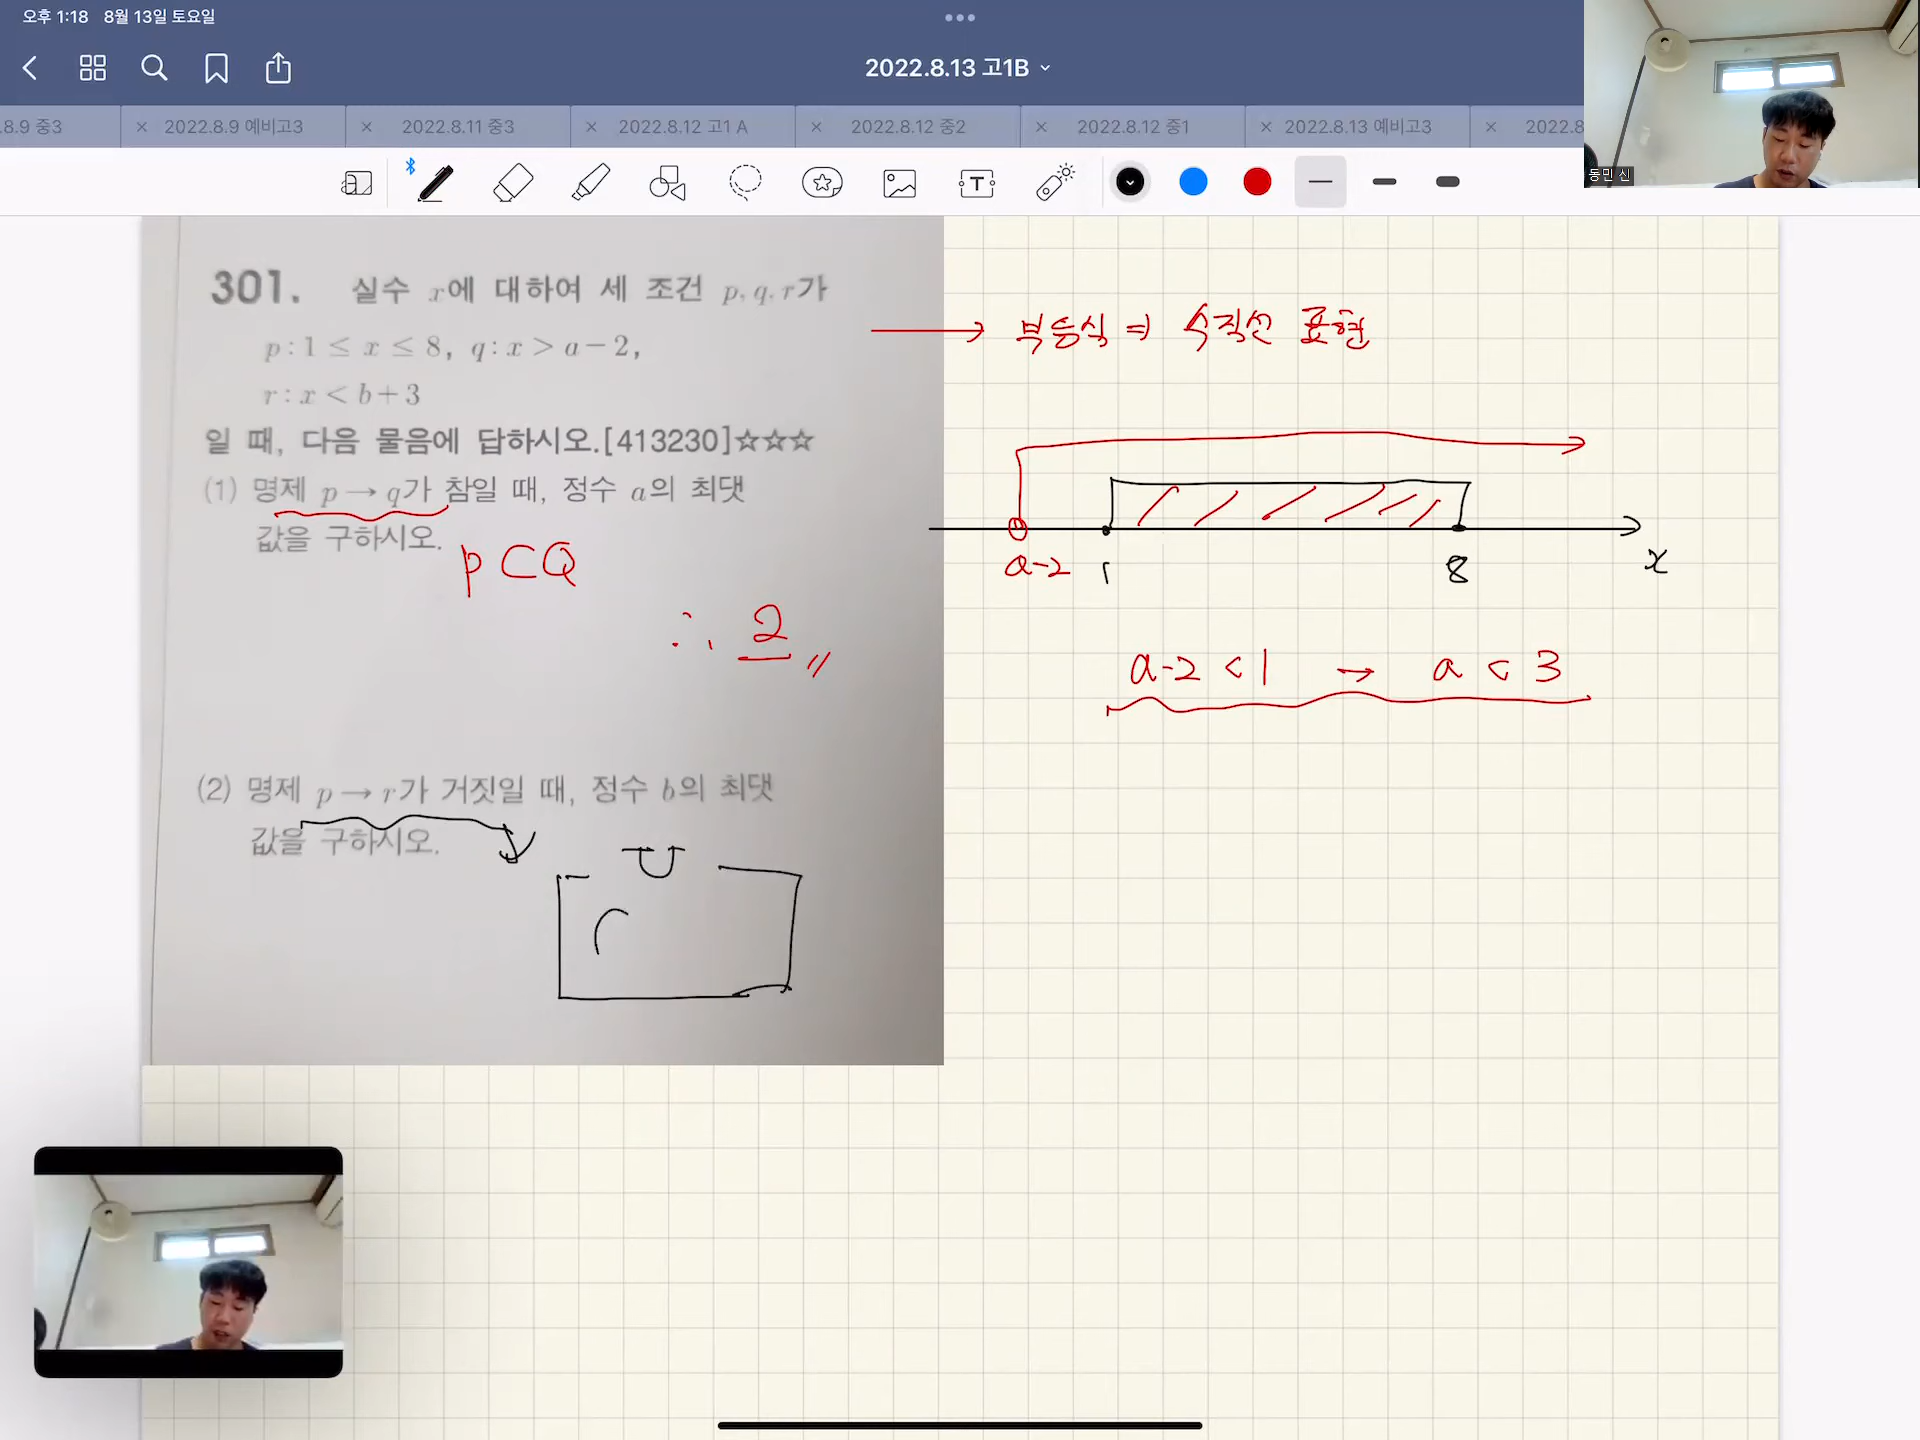 오후 1:18 8월 13일 토요일
2022.8.13 고1B
8.9 중3
2022.8.9 예비고3
2022.8.11 중3
2022.8.12 고1 A
2022.8.12 중2
2022.8.12 중1
2022.8.13 예비고3
2022.8
동민 신
301. 실수 x에 대하여 세 조건 p, q, r가
p : 1 ≤ x ≤ 8, q : x > a − 2,
r : x < b + 3
일 때, 다음 물음에 답하시오.[413230]☆☆☆
(1) 명제 p → q가 참일 때, 정수 a의 최댓
값을 구하시오.
p ⊂ Q
∴ 2
(2) 명제 p → r가 거짓일 때, 정수 b의 최댓
값을 구하시오.
→ 부등식 ⇒ 수직선 표현
a-2 1 8 x
a-2 < 1 → a < 3